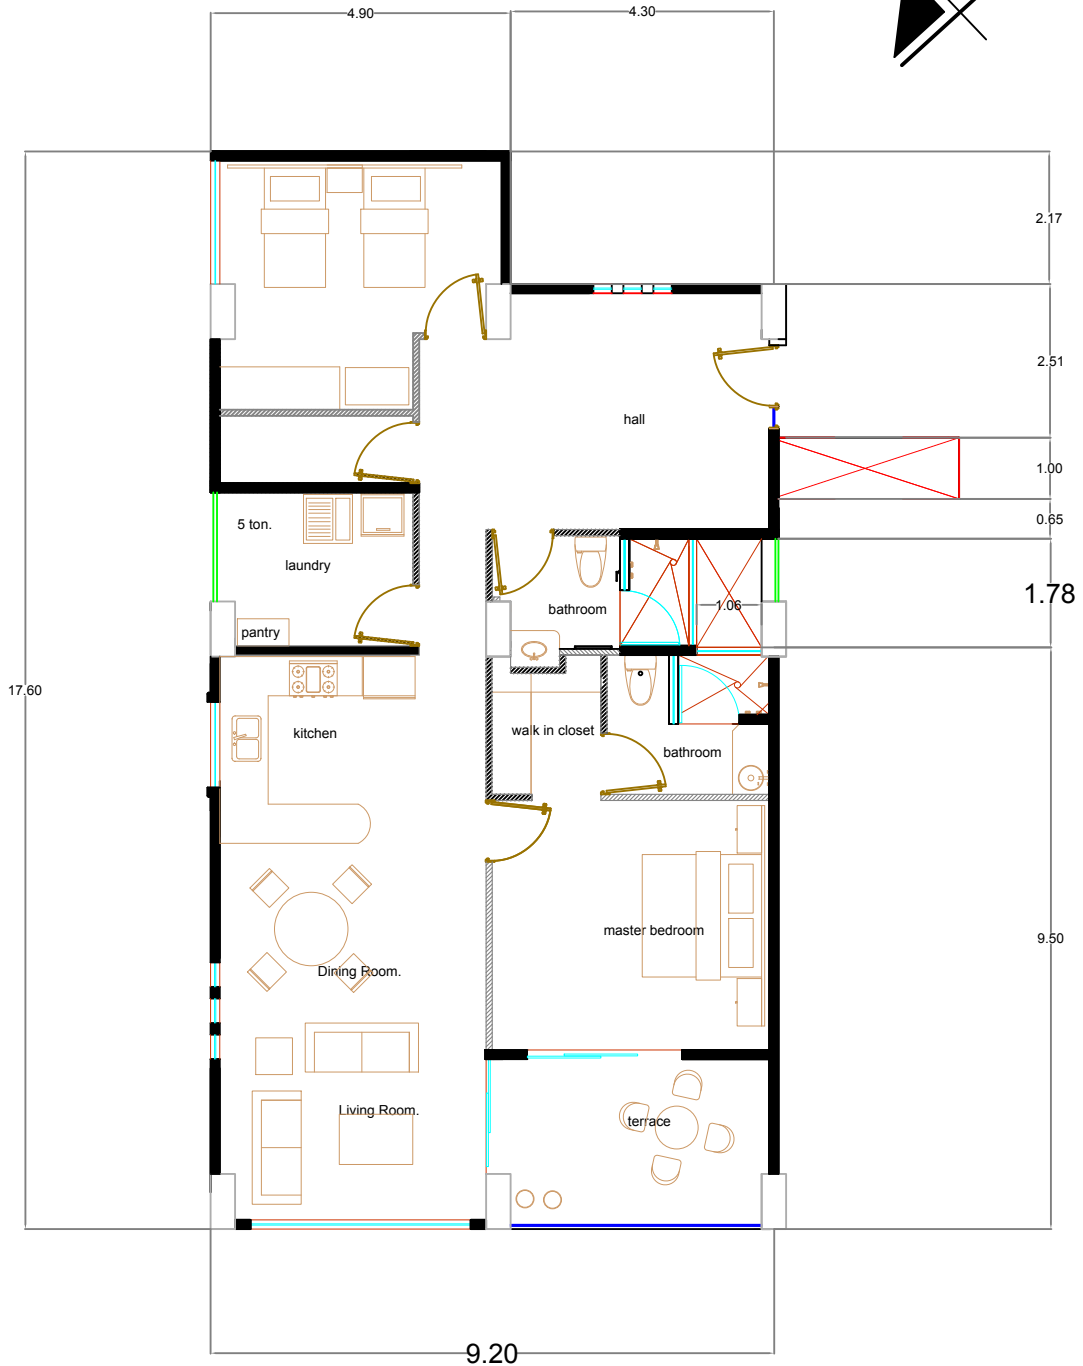 4.90
4.30
2.17
2.51
hall
1.00
0.65
5 ton.
laundry
1.78
bathroom
1.06
pantry
17.60
kitchen
walk in closet
bathroom
master bedroom
9.50
Dining Room.
Living Room.
terrace
9.20